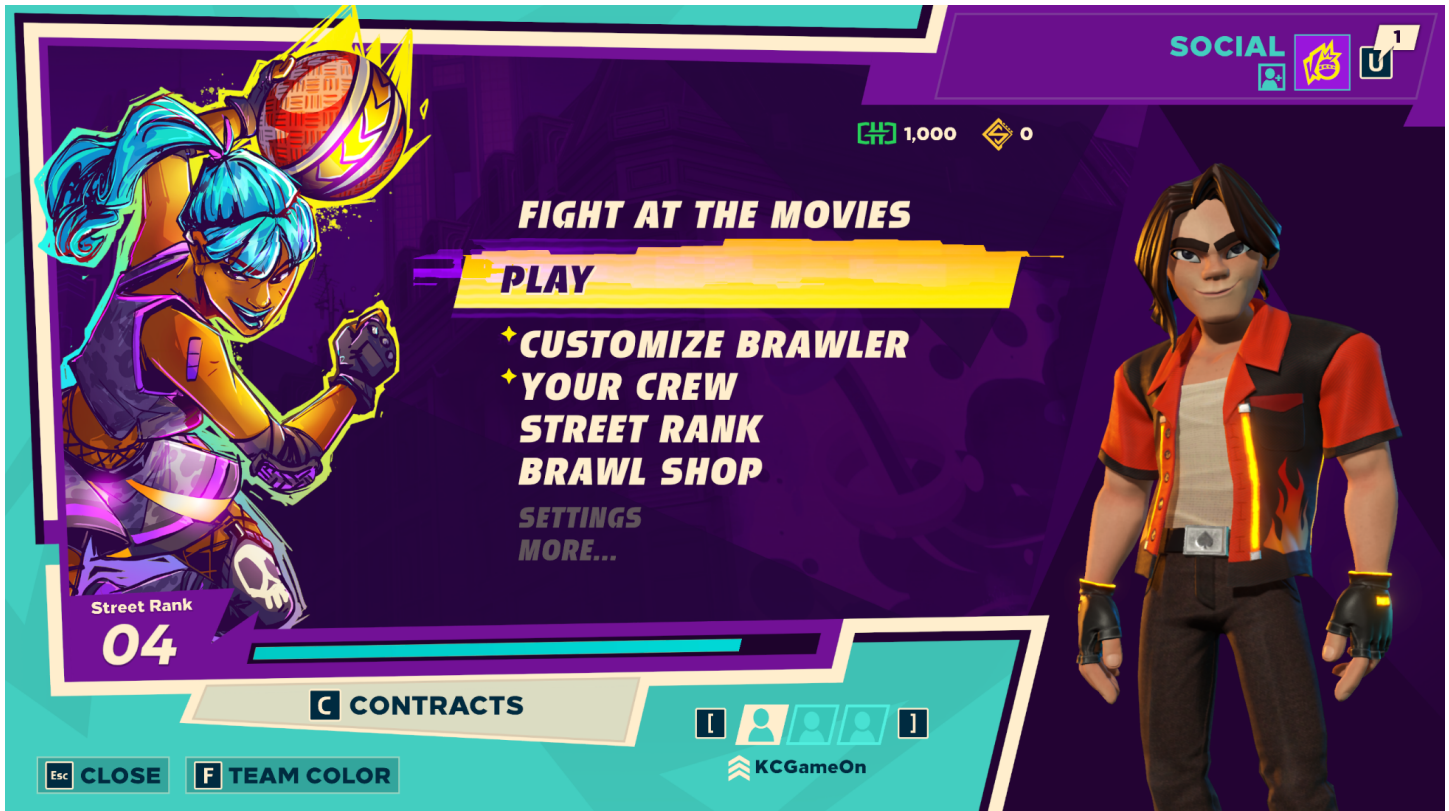 SOCIAL
U
1
1,000
0
FIGHT AT THE MOVIES
PLAY
CUSTOMIZE BRAWLER
YOUR CREW
STREET RANK
BRAWL SHOP
SETTINGS
MORE...
Street Rank
04
C CONTRACTS
[ ]
KCGameOn
Esc CLOSE F TEAM COLOR